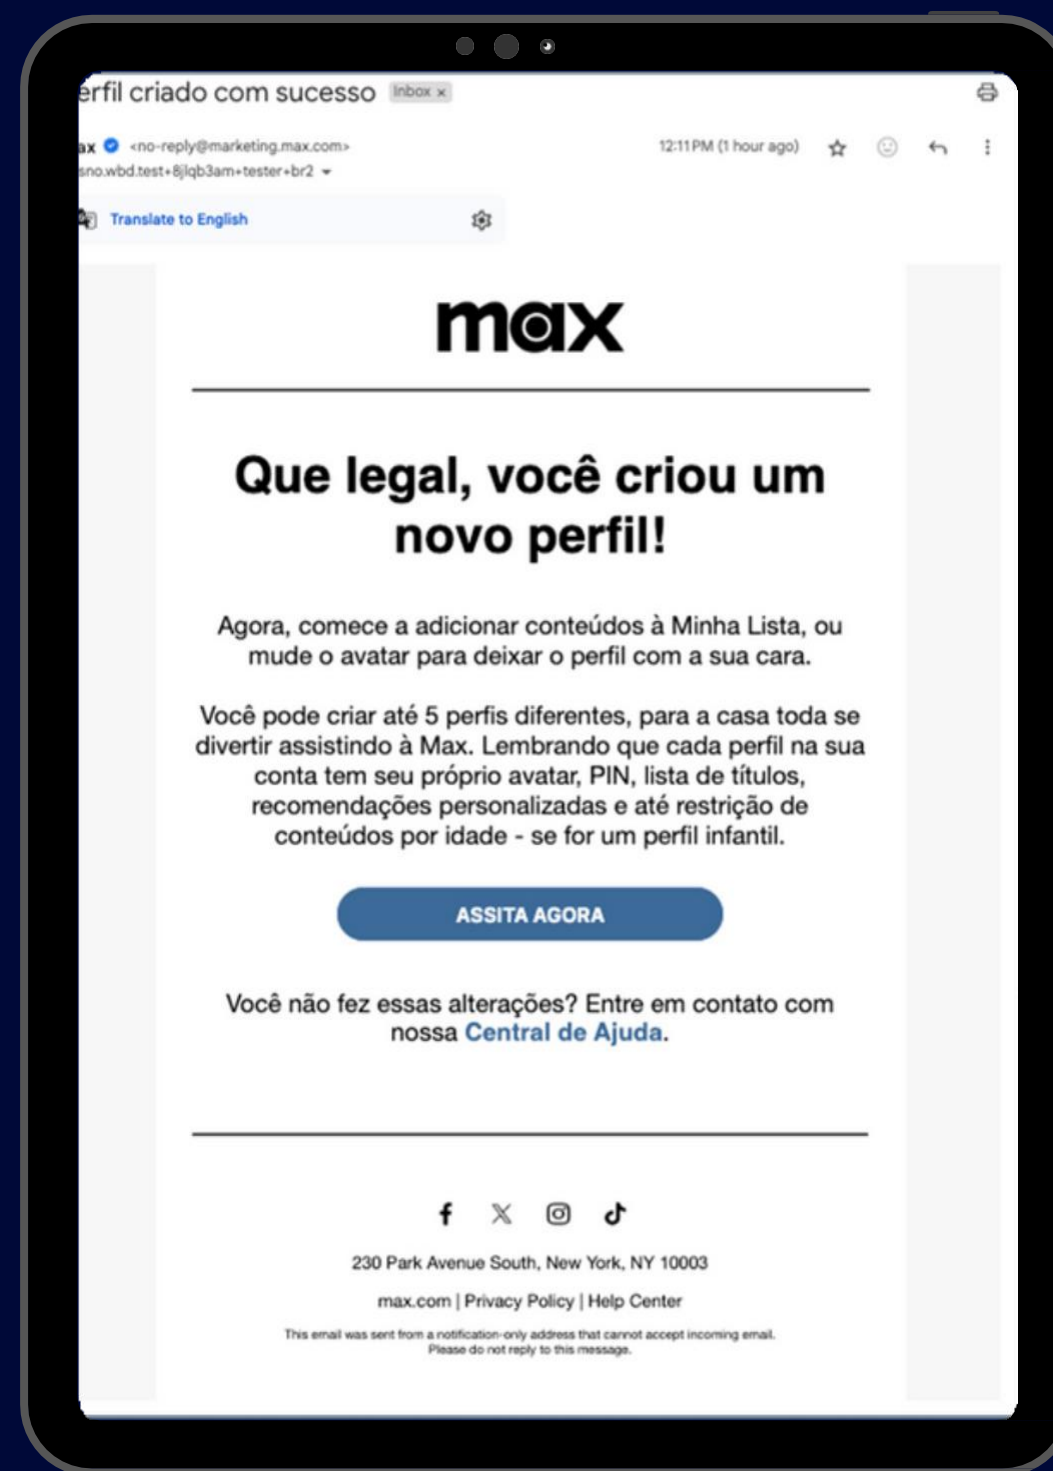 erfil criado com sucesso Inbox x
ax <no-reply@marketing.max.com> 12:11 PM (1 hour ago)
sno.wbd.test+8jlqb3am+tester+br2
Translate to English
max
Que legal, você criou um
novo perfil!
Agora, comece a adicionar conteúdos à Minha Lista, ou
mude o avatar para deixar o perfil com a sua cara.
Você pode criar até 5 perfis diferentes, para a casa toda se
divertir assistindo à Max. Lembrando que cada perfil na sua
conta tem seu próprio avatar, PIN, lista de títulos,
recomendações personalizadas e até restrição de
conteúdos por idade - se for um perfil infantil.
ASSITA AGORA
Você não fez essas alterações? Entre em contato com
nossa Central de Ajuda.
230 Park Avenue South, New York, NY 10003
max.com | Privacy Policy | Help Center
This email was sent from a notification-only address that cannot accept incoming email.
Please do not reply to this message.